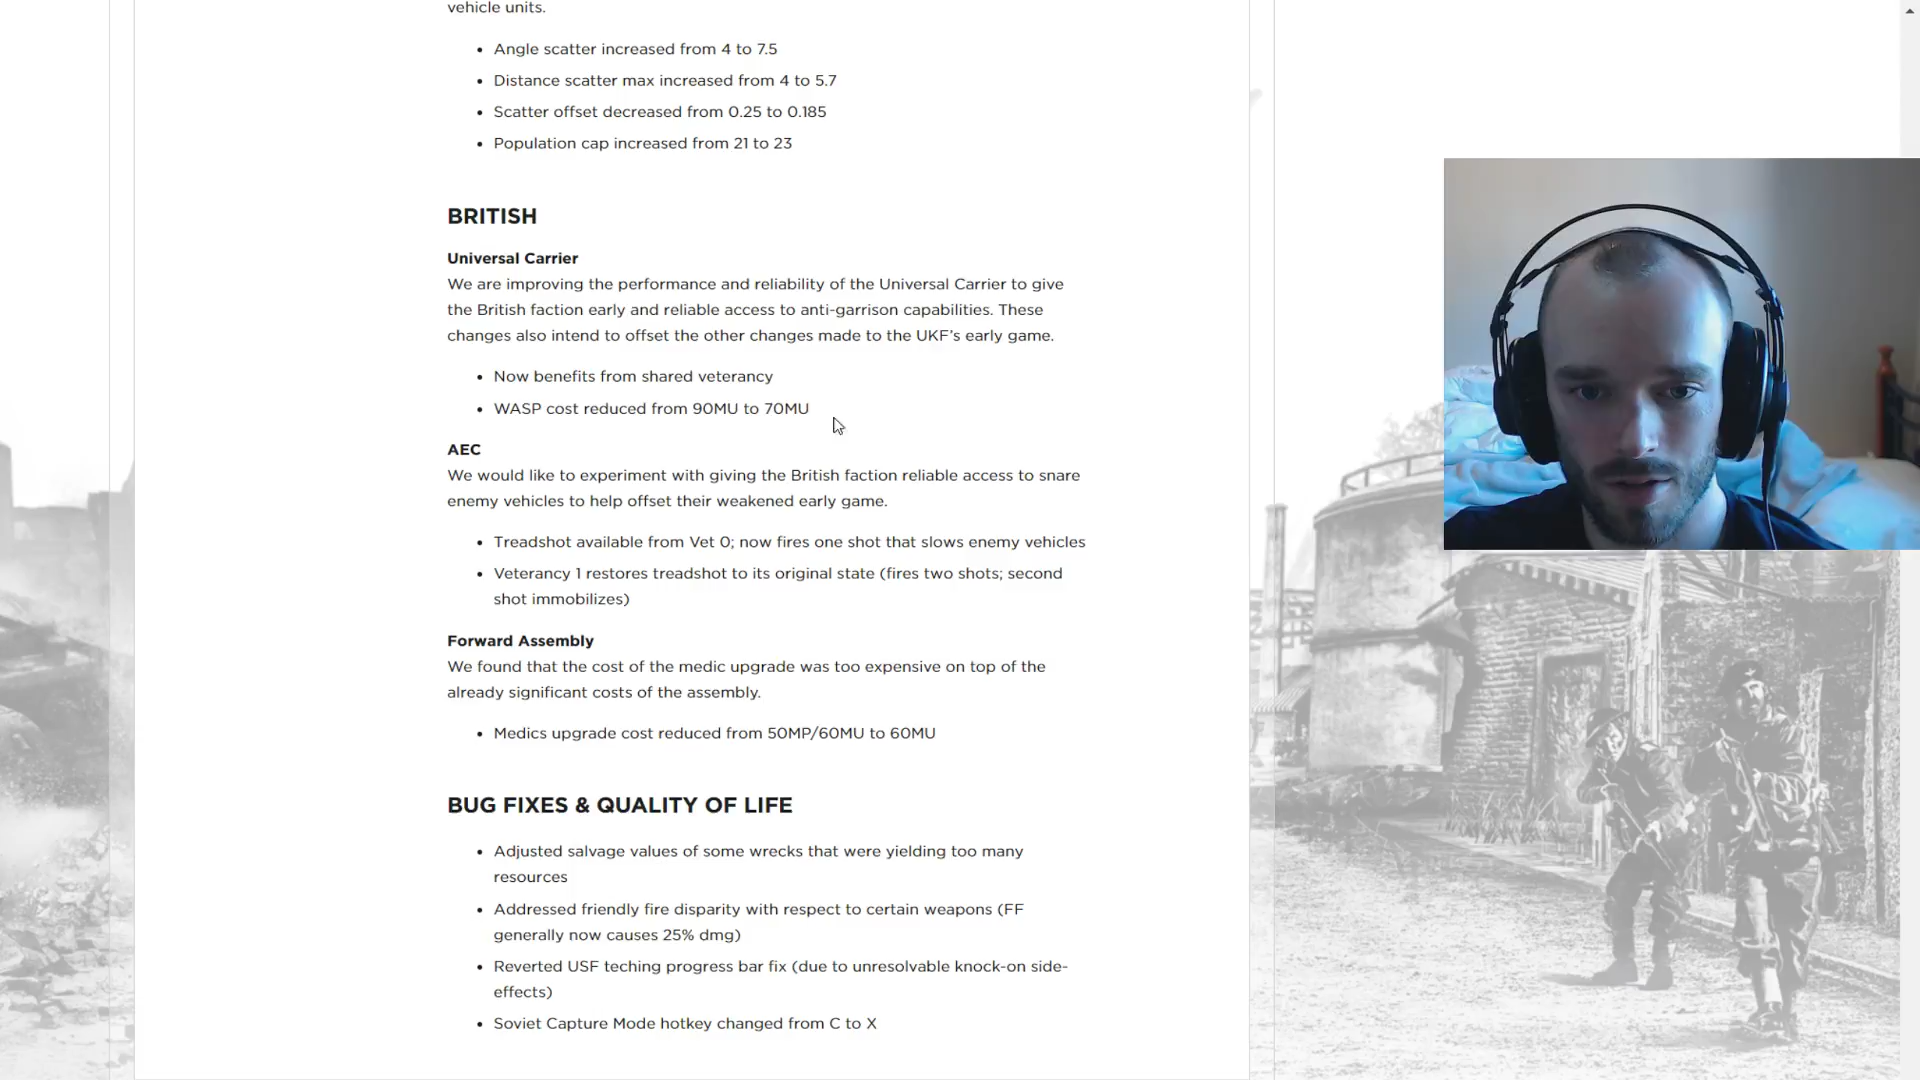 vehicle units.
• Angle scatter increased from 4 to 7.5
• Distance scatter max increased from 4 to 5.7
• Scatter offset decreased from 0.25 to 0.185
• Population cap increased from 21 to 23
BRITISH
Universal Carrier
We are improving the performance and reliability of the Universal Carrier to give
the British faction early and reliable access to anti-garrison capabilities. These
changes also intend to offset the other changes made to the UKF’s early game.
• Now benefits from shared veterancy
• WASP cost reduced from 90MU to 70MU
AEC
We would like to experiment with giving the British faction reliable access to snare
enemy vehicles to help offset their weakened early game.
• Treadshot available from Vet 0; now fires one shot that slows enemy vehicles
• Veterancy 1 restores treadshot to its original state (fires two shots; second
shot immobilizes)
Forward Assembly
We found that the cost of the medic upgrade was too expensive on top of the
already significant costs of the assembly.
• Medics upgrade cost reduced from 50MP/60MU to 60MU
BUG FIXES & QUALITY OF LIFE
• Adjusted salvage values of some wrecks that were yielding too many
resources
• Addressed friendly fire disparity with respect to certain weapons (FF
generally now causes 25% dmg)
• Reverted USF teching progress bar fix (due to unresolvable knock-on side-
effects)
• Soviet Capture Mode hotkey changed from C to X